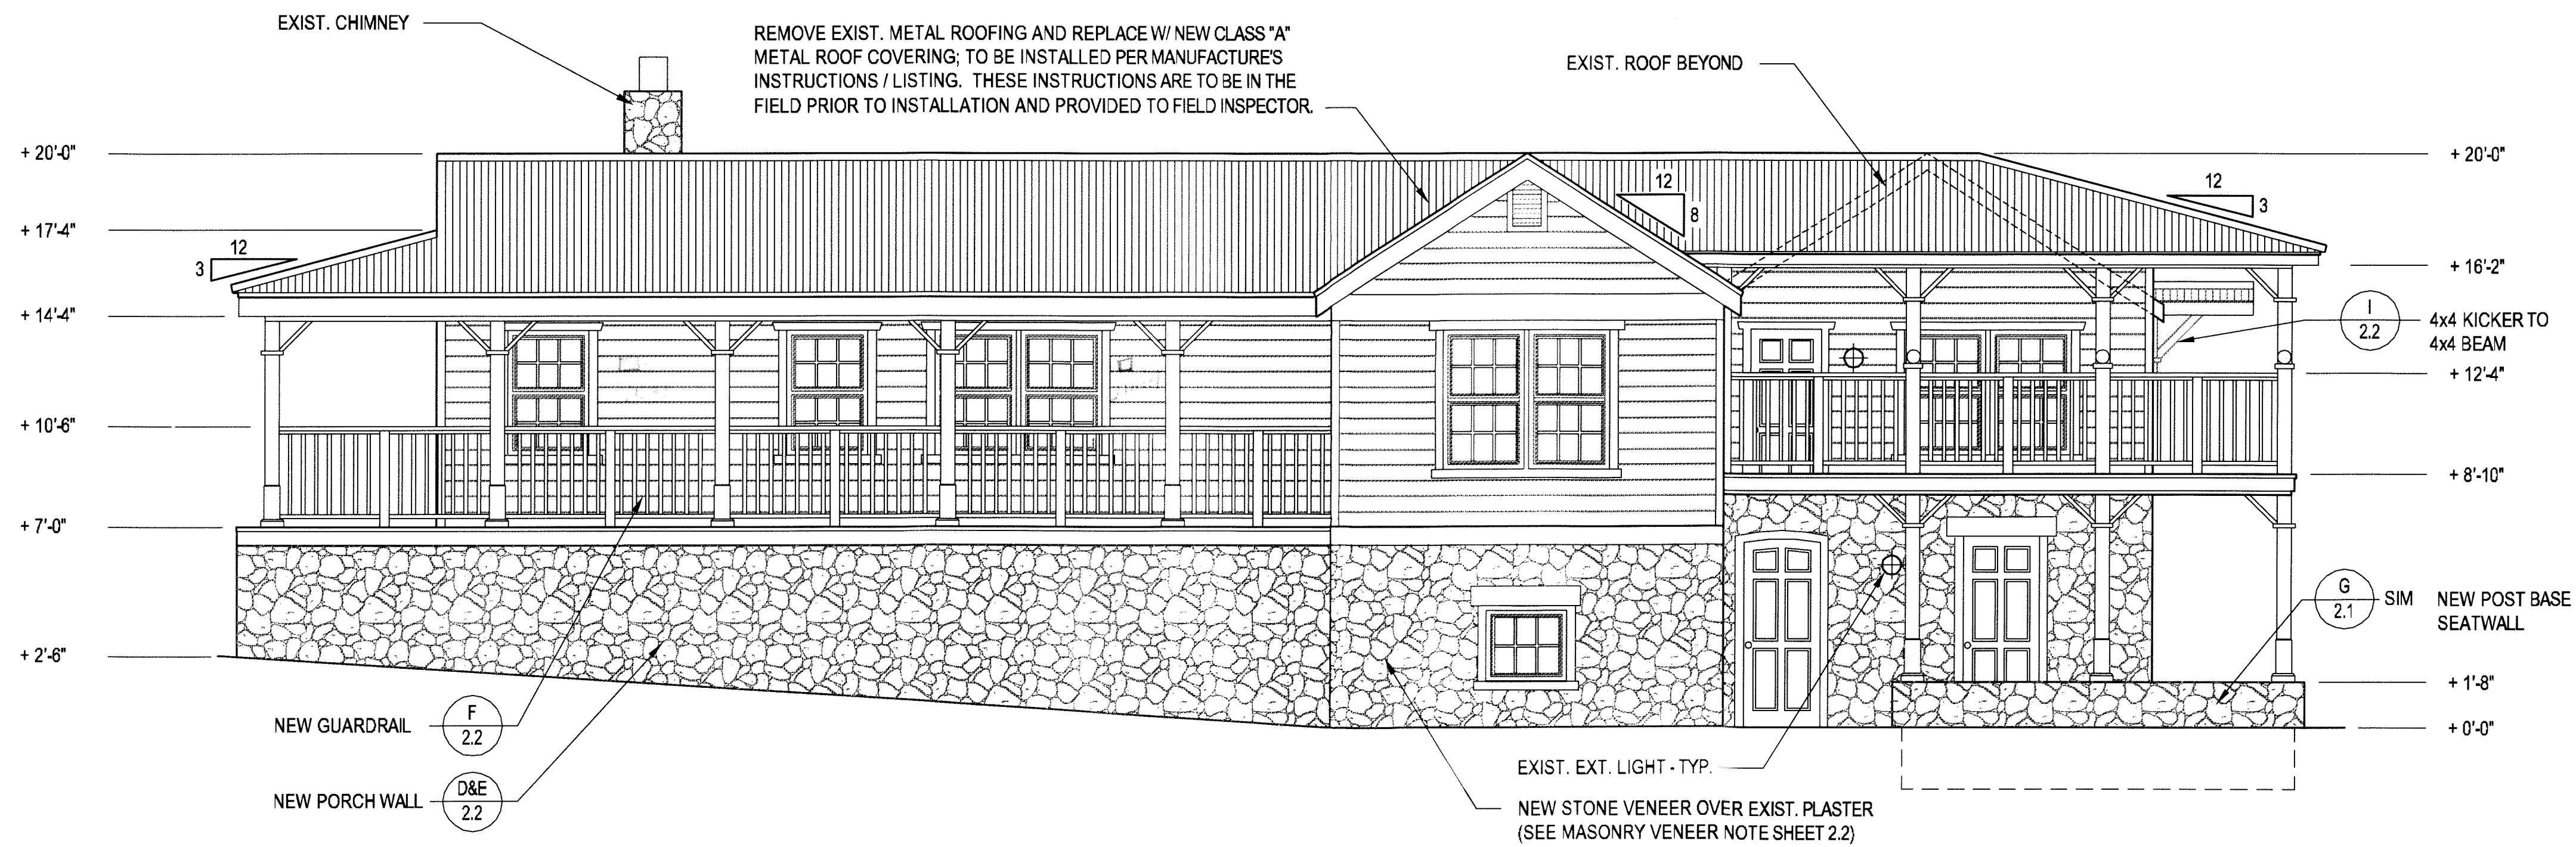 EXIST. CHIMNEY
REMOVE EXIST. METAL ROOFING AND REPLACE W/ NEW CLASS "A"
METAL ROOF COVERING; TO BE INSTALLED PER MANUFACTURE'S
INSTRUCTIONS / LISTING. THESE INSTRUCTIONS ARE TO BE IN THE
FIELD PRIOR TO INSTALLATION AND PROVIDED TO FIELD INSPECTOR.
EXIST. ROOF BEYOND
+ 20'-0"
+ 17'-4"
12
3
+ 14'-4"
+ 10'-6"
+ 7'-0"
+ 2'-6"
12
8
12
3
+ 20'-0"
+ 16'-2"
I
2.2
4x4 KICKER TO
4x4 BEAM
+ 12'-4"
+ 8'-10"
G
2.1
SIM
NEW POST BASE
SEATWALL
+ 1'-8"
+ 0'-0"
NEW GUARDRAIL
F
2.2
NEW PORCH WALL
D&E
2.2
EXIST. EXT. LIGHT - TYP.
NEW STONE VENEER OVER EXIST. PLASTER
(SEE MASONRY VENEER NOTE SHEET 2.2)